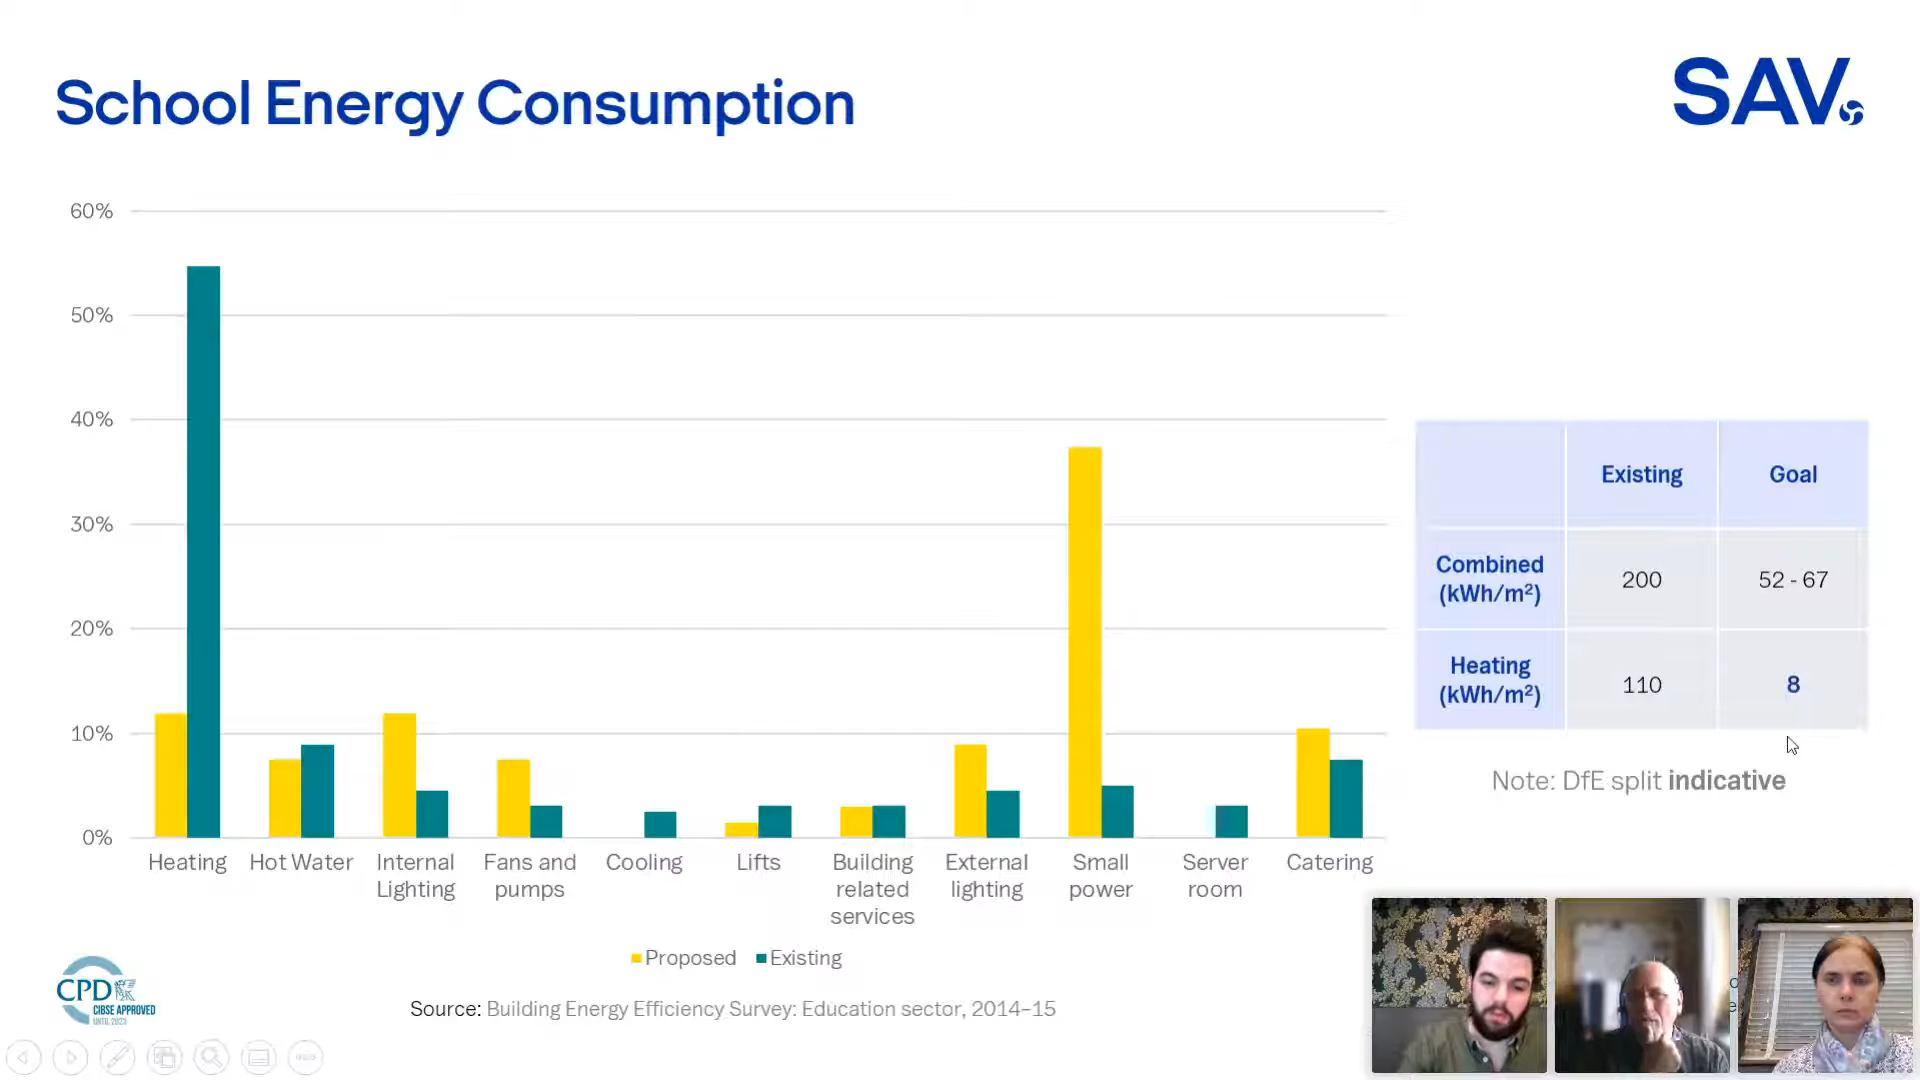 School Energy Consumption
SAV
60%
50%
40%
30%
20%
10%
0%
Heating
Hot Water
Internal
Lighting
Fans and
pumps
Cooling
Lifts
Building
related
services
External
lighting
Small
power
Server
room
Catering
Proposed
Existing
Source: Building Energy Efficiency Survey: Education sector, 2014–15
Existing
Goal
Combined
(kWh/m²)
200
52 - 67
Heating
(kWh/m²)
110
8
Note: DfE split indicative
CPD
CIBSE APPROVED
UNTIL 2023